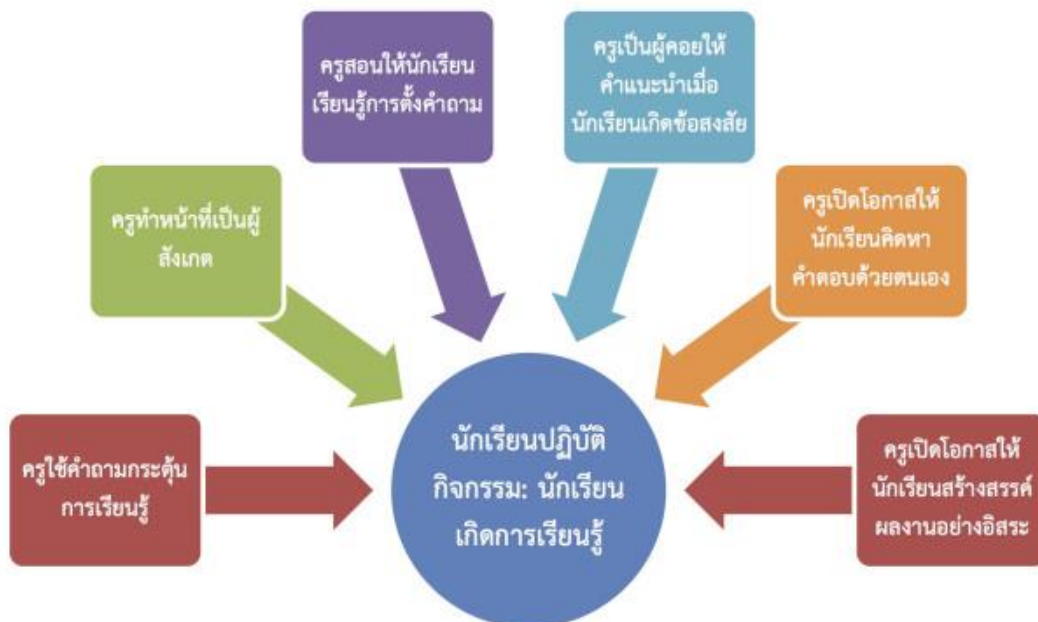 ครูสอนให้นักเรียน
เรียนรู้การตั้งคำถาม
ครูเป็นผู้คอยให้
คำแนะนำเมื่อ
นักเรียนเกิดข้อสงสัย
ครูทำหน้าที่เป็นผู้
สังเกต
ครูเปิดโอกาสให้
นักเรียนคิดหา
คำตอบด้วยตนเอง
ครูใช้คำถามกระตุ้น
การเรียนรู้
นักเรียนปฏิบัติ
กิจกรรม: นักเรียน
เกิดการเรียนรู้
ครูเปิดโอกาสให้
นักเรียนสร้างสรรค์
ผลงานอย่างอิสระ